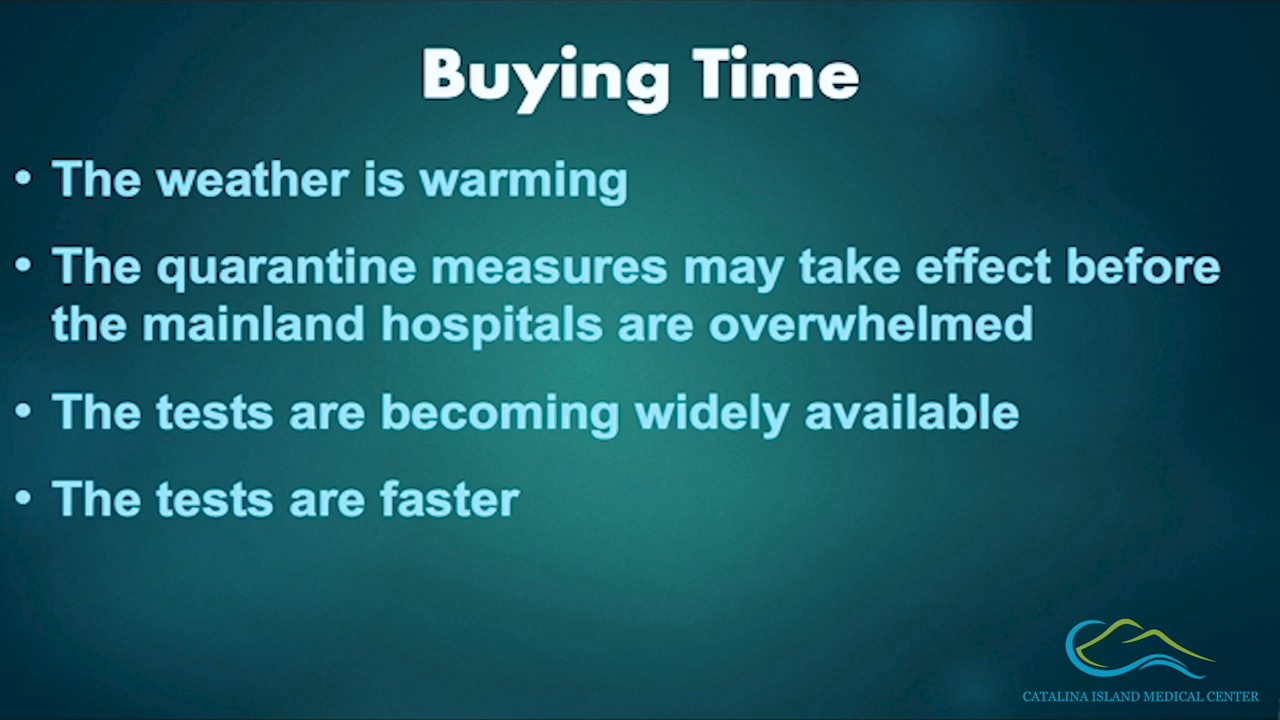 Buying Time
• The weather is warming
• The quarantine measures may take effect before
the mainland hospitals are overwhelmed
• The tests are becoming widely available
• The tests are faster
CATALINA ISLAND MEDICAL CENTER